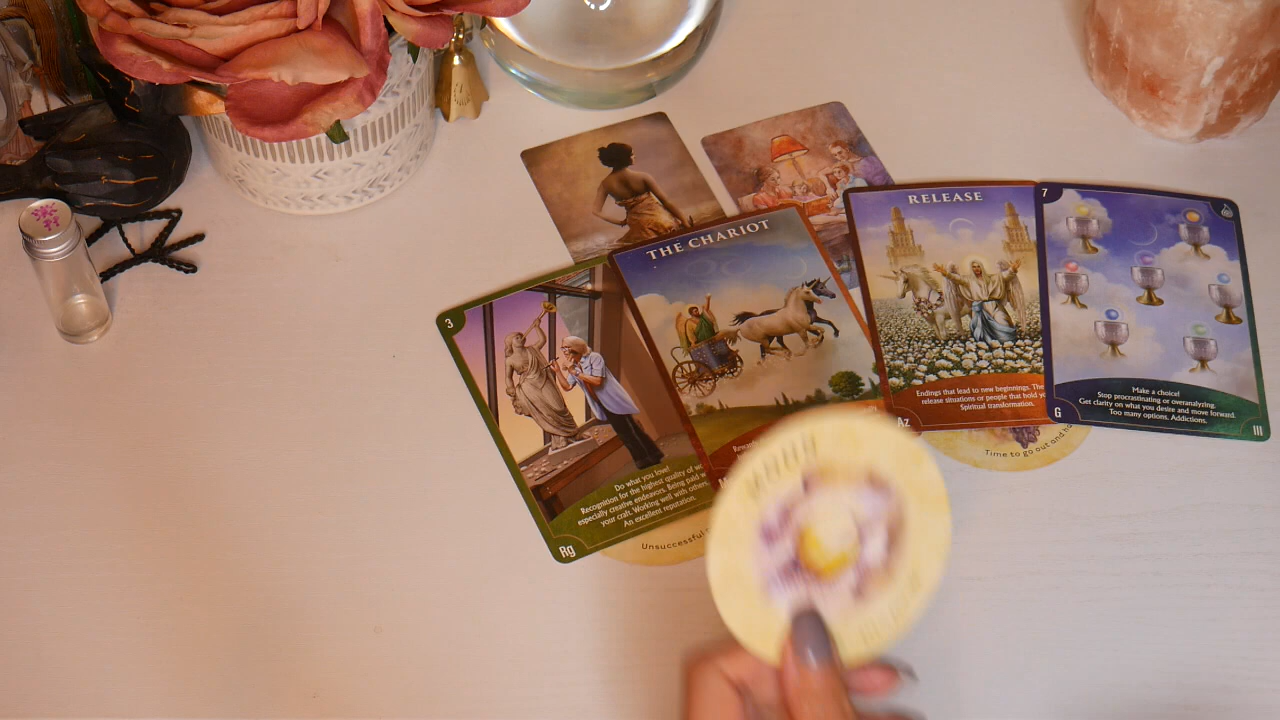 3
Do what you love!
Recognition for the highest quality of
especially creative endeavors. Being paid
your craft. Working well with others
An excellent reputation.
Rg
THE CHARIOT
Unsuccessful
RELEASE
Endings that lead to new beginnings. The
release situations or people that hold
Spiritual transformation.
Az
7
Make a choice!
Stop procrastinating or overanalyzing.
Get clarity on what you desire and move forward.
Too many options. Addictions.
G
III
Time to go out and